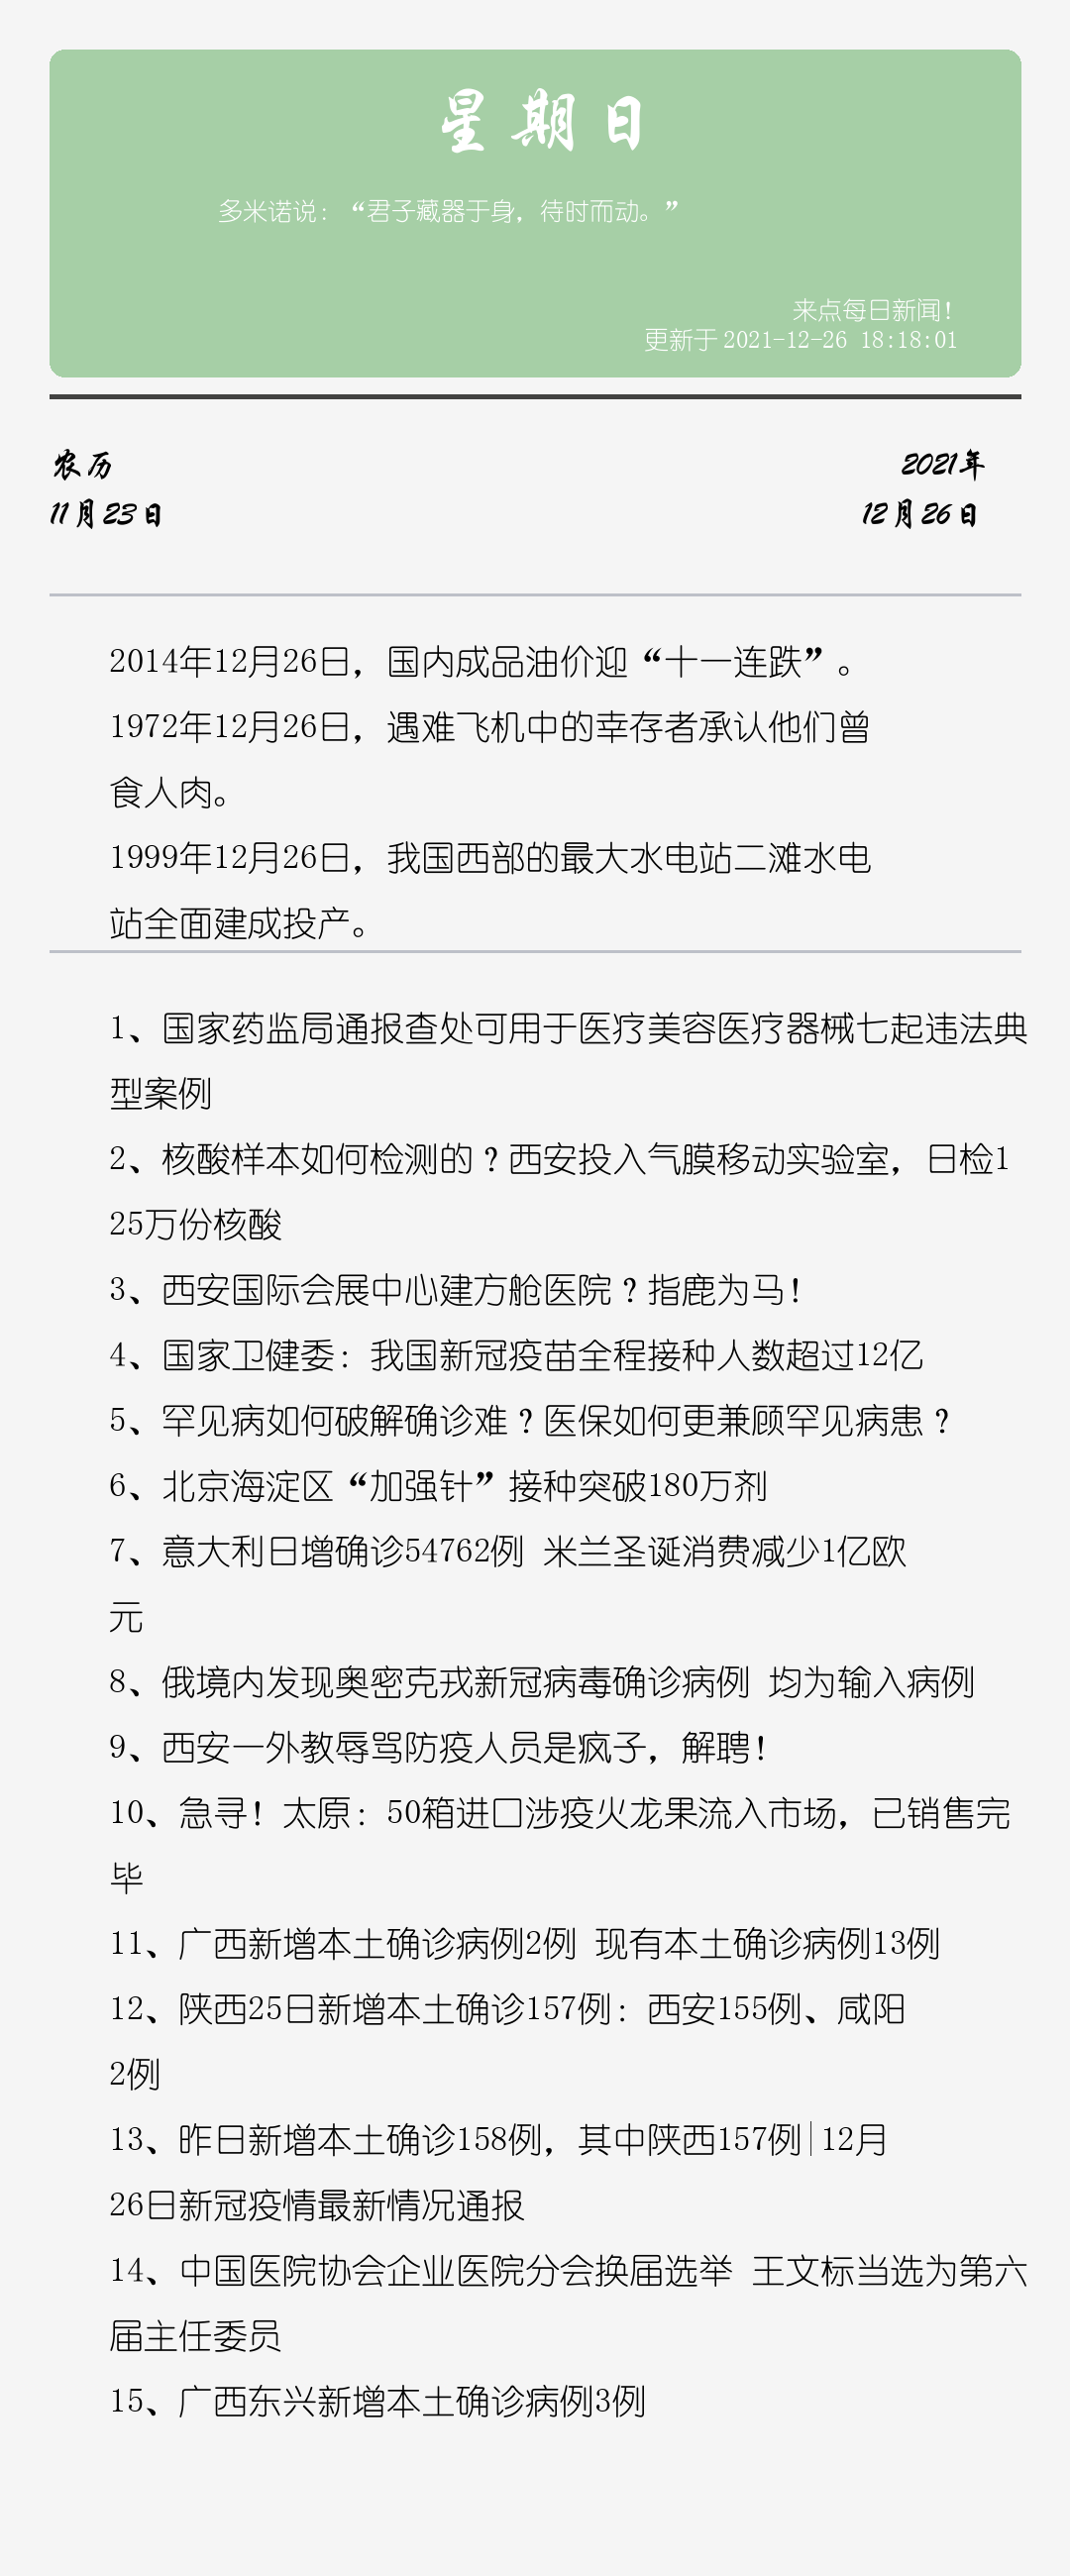 星期日
多米诺说：“君子藏器于身，待时而动。”
来点每日新闻！
更新于 2021-12-26 18:18:01
农历
2021年
11月23日
12月26日
2014年12月26日，国内成品油价迎“十一连跌”。
1972年12月26日，遇难飞机中的幸存者承认他们曾
食人肉。
1999年12月26日，我国西部的最大水电站二滩水电
站全面建成投产。
1、国家药监局通报查处可用于医疗美容医疗器械七起违法典
型案例
2、核酸样本如何检测的？西安投入气膜移动实验室，日检1
25万份核酸
3、西安国际会展中心建方舱医院？指鹿为马！
4、国家卫健委：我国新冠疫苗全程接种人数超过12亿
5、罕见病如何破解确诊难？医保如何更兼顾罕见病患？
6、北京海淀区“加强针”接种突破180万剂
7、意大利日增确诊54762例 米兰圣诞消费减少1亿欧
元
8、俄境内发现奥密克戎新冠病毒确诊病例 均为输入病例
9、西安一外教辱骂防疫人员是疯子，解聘！
10、急寻！太原：50箱进口涉疫火龙果流入市场，已销售完
毕
11、广西新增本土确诊病例2例 现有本土确诊病例13例
12、陕西25日新增本土确诊157例：西安155例、咸阳
2例
13、昨日新增本土确诊158例，其中陕西157例|12月
26日新冠疫情最新情况通报
14、中国医院协会企业医院分会换届选举 王文标当选为第六
届主任委员
15、广西东兴新增本土确诊病例3例